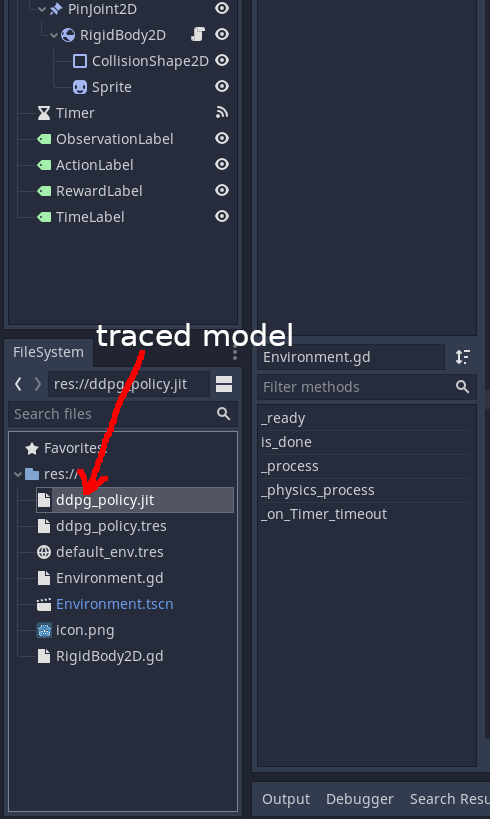 PinJoint2D
RigidBody2D
CollisionShape2D
Sprite
Timer
ObservationLabel
ActionLabel
RewardLabel
TimeLabel
traced model
FileSystem
res://ddpg_policy.jit
Search files
Favorites:
res://
ddpg_policy.jit
ddpg_policy.tres
default_env.tres
Environment.gd
Environment.tscn
icon.png
RigidBody2D.gd
Environment.gd
Filter methods
_ready
is_done
_process
_physics_process
_on_Timer_timeout
Output Debugger Search Resu